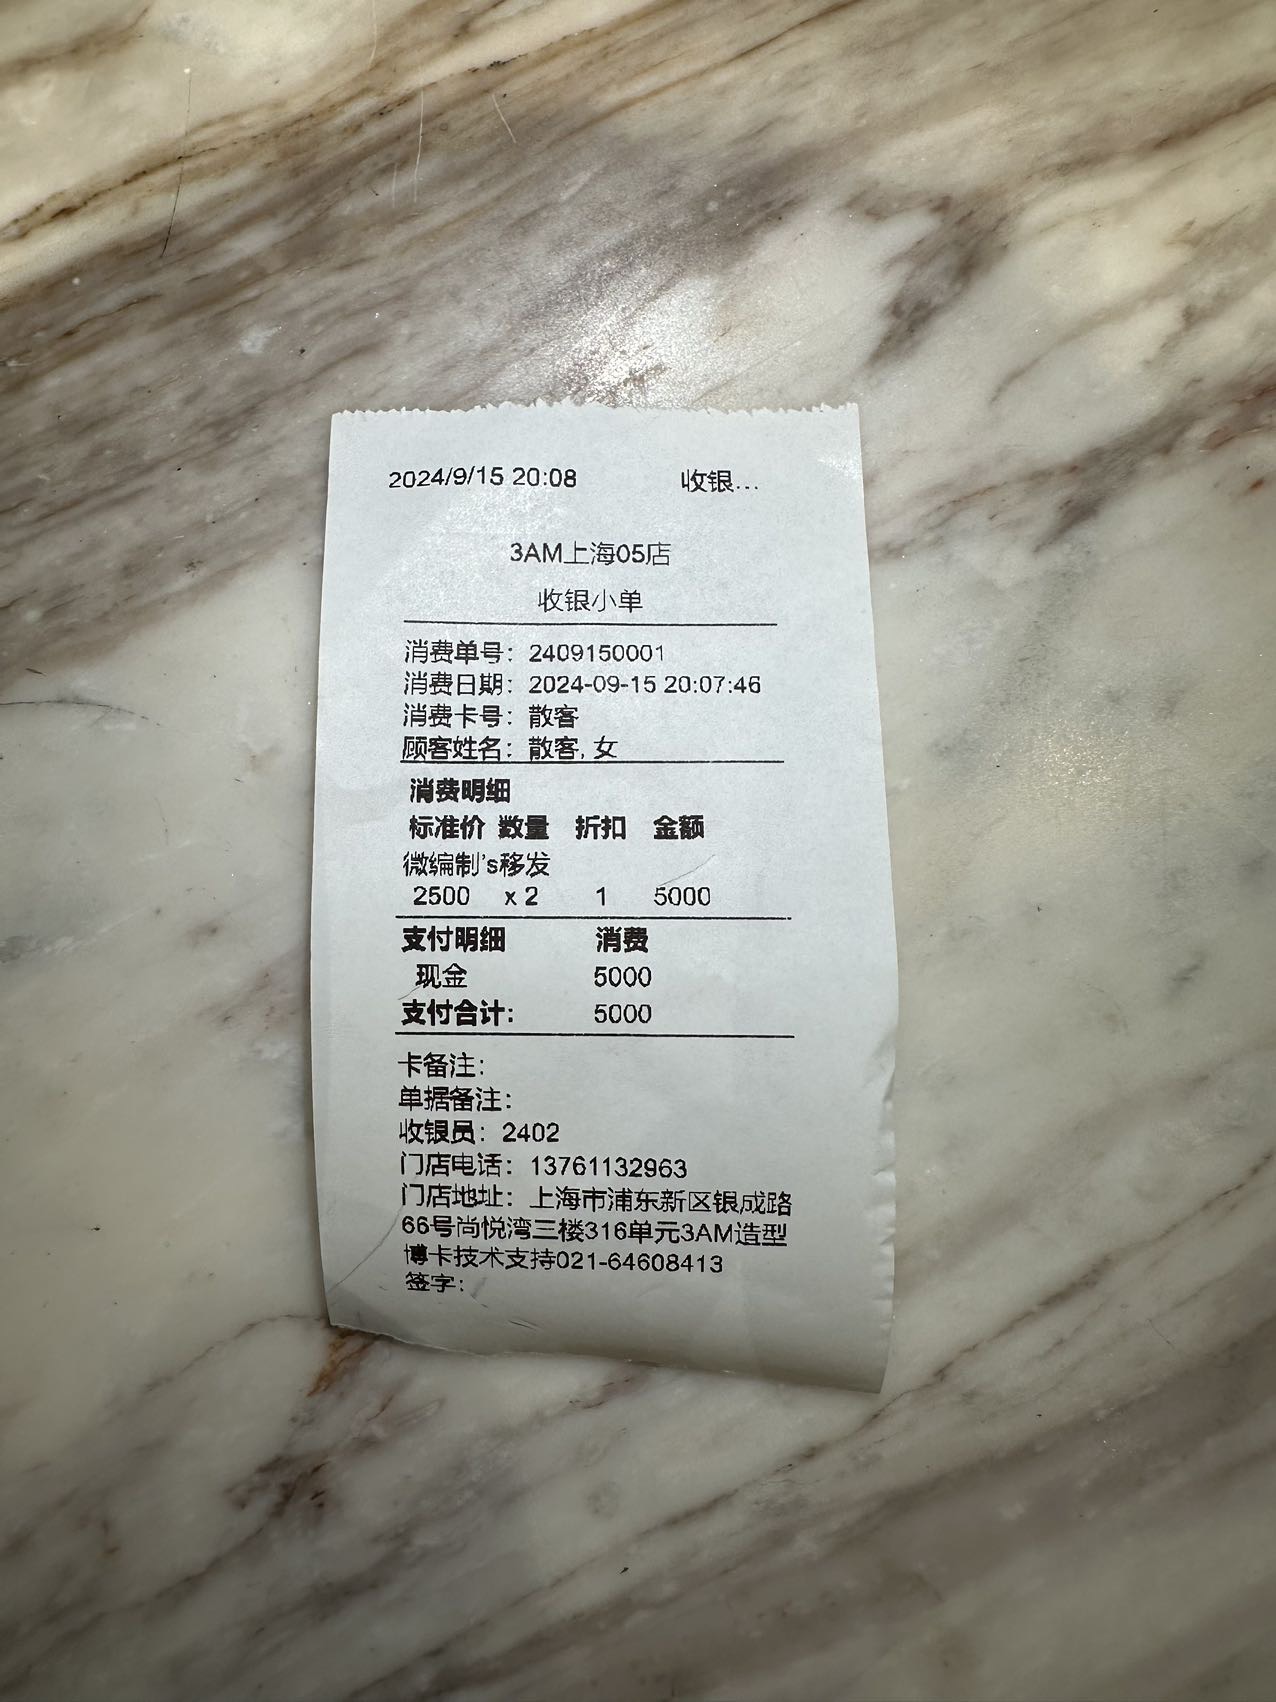 2024/9/15 20:08 收银...
3AM上海05店
收银小单
消费单号：2409150001
消费日期：2024-09-15 20:07:46
消费卡号：散客
顾客姓名：散客, 女
消费明细
标准价 数量 折扣 金额
微编制's移发
2500 x 2 1 5000
支付明细 消费
现金 5000
支付合计: 5000
卡备注:
单据备注:
收银员：2402
门店电话：13761132963
门店地址：上海市浦东新区银成路
66号尚悦湾三楼316单元3AM造型
博卡技术支持021-64608413
签字: